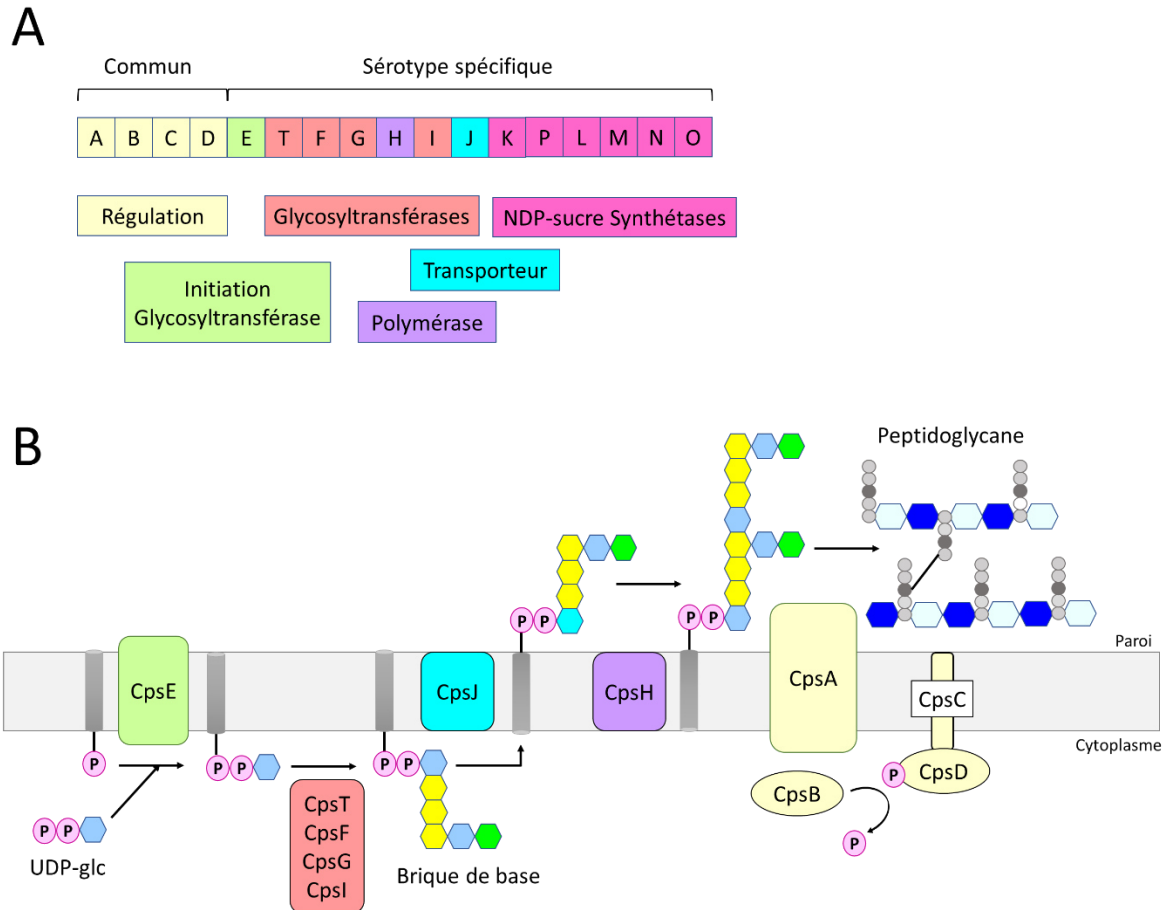 A
Commun
Sérotype spécifique
A B C D E T F G H I J K P L M N O
Régulation
Glycosyltransférases
NDP-sucre Synthétases
Transporteur
Initiation
Glycosyltransférase
Polymérase
B
Peptidoglycane
P P
P P
Paroi
CpsE
CpsJ
CpsH
CpsA
CpsC
Cytoplasme
P
P P
P P
P
CpsD
CpsB
CpsT
CpsF
CpsG
CpsI
P P
UDP-glc
P
Brique de base